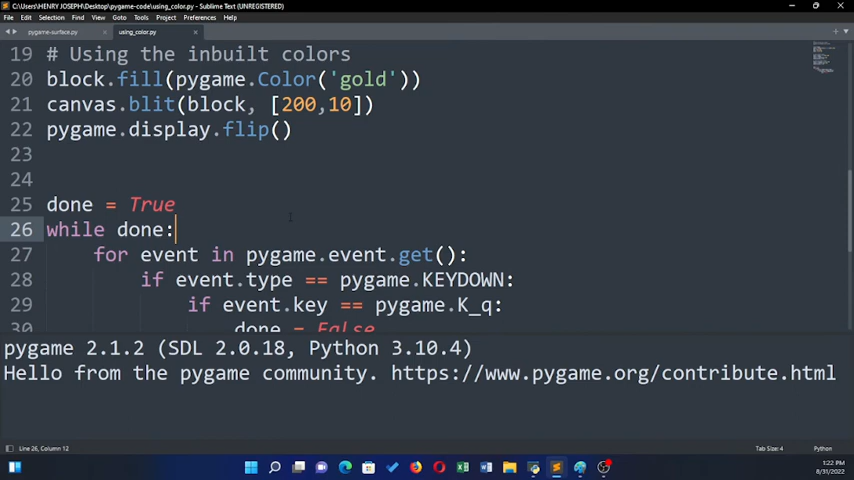 C:\Users\HENRY JOSEPH\Desktop\pygame-code\using_color.py - Sublime Text (UNREGISTERED)
File Edit Selection Find View Goto Tools Project Preferences Help
pygame-surface.py using_color.py
19 # Using the inbuilt colors
20 block.fill(pygame.Color('gold'))
21 canvas.blit(block, [200,10])
22 pygame.display.flip()
23
24
25 done = True
26 while done:
27 for event in pygame.event.get():
28 if event.type == pygame.KEYDOWN:
29 if event.key == pygame.K_q:
30 done = False
pygame 2.1.2 (SDL 2.0.18, Python 3.10.4)
Hello from the pygame community. https://www.pygame.org/contribute.html
Line 26, Column 12 Tab Size: 4 Python
1:22 PM
8/31/2022